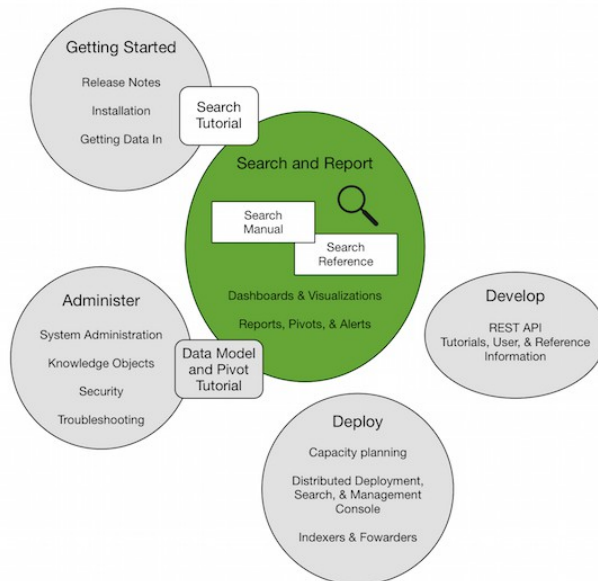 Getting Started
Release Notes
Installation
Getting Data In
Search
Tutorial
Search and Report
Search
Manual
Search
Reference
Dashboards & Visualizations
Reports, Pivots, & Alerts
Administer
System Administration
Knowledge Objects
Security
Troubleshooting
Data Model
and Pivot
Tutorial
Develop
REST API
Tutorials, User, & Reference
Information
Deploy
Capacity planning
Distributed Deployment,
Search, & Management
Console
Indexers & Fowarders